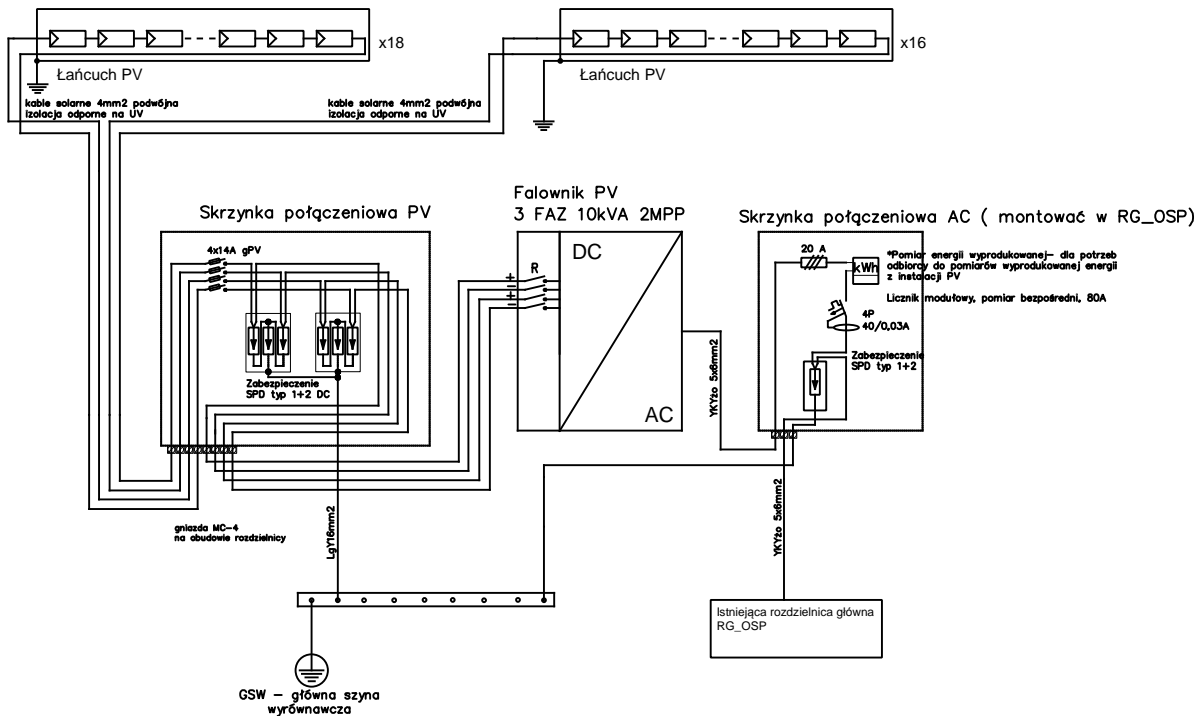 x18
x16
Łańcuch PV
Łańcuch PV
kable solarne 4mm2 podwójna
izolacja odporne na UV
kable solarne 4mm2 podwójna
izolacja odporne na UV
Skrzynka połączeniowa PV
Falownik PV
3 FAZ 10kVA 2MPP
Skrzynka połączeniowa AC ( montować w RG_OSP)
4x14A gPV
DC
R
+
-
+
-
AC
20 A
kWh
*Pomiar energii wyprodukowanej- dla potrzeb
odbiorcy do pomiarów wyprodukowanej energii
z instalacji PV
Licznik modułowy, pomiar bezpośredni, 80A
4P
40/0,03A
Zabezpieczenie
SPD typ 1+2
Zabezpieczenie
SPD typ 1+2 DC
YKYżo 5x6mm2
gniazda MC-4
na obudowie rozdzielnicy
LgY16mm2
YKYżo 5x6mm2
Istniejąca rozdzielnica główna
RG_OSP
GSW - główna szyna
wyrównawcza